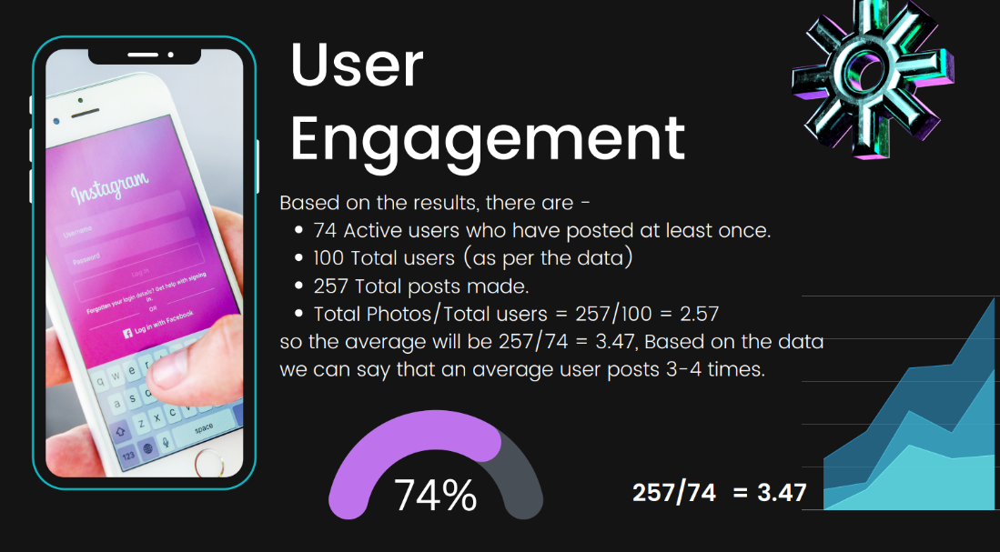 User
Engagement
Based on the results, there are -
• 74 Active users who have posted at least once.
• 100 Total users (as per the data)
• 257 Total posts made.
• Total Photos/Total users = 257/100 = 2.57
so the average will be 257/74 = 3.47, Based on the data
we can say that an average user posts 3-4 times.
74%
257/74 = 3.47
Instagram
Username
Password
Log in
Forgotten your login details? Get help with signing
in.
OR
Log in with Facebook
q w e r
a s
z x c
123 space